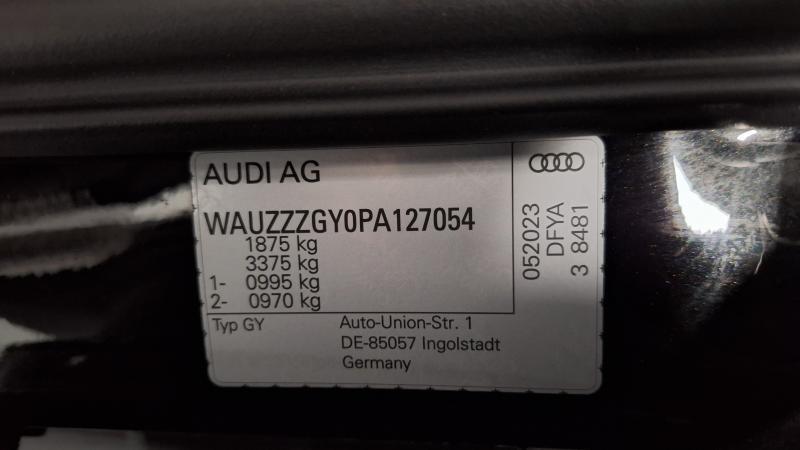 AUDI AG
WAUZZZGY0PA127054
1875 kg
3375 kg
1- 0995 kg
2- 0970 kg
Typ GY
Auto-Union-Str. 1
DE-85057 Ingolstadt
Germany
052023
DFYA
3 8481